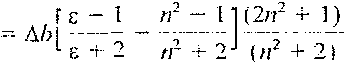 = Δb[ (ε − 1)/(ε + 2) − (n² − 1)/(n² + 2) ] (2n² + 1)/(n² + 2)